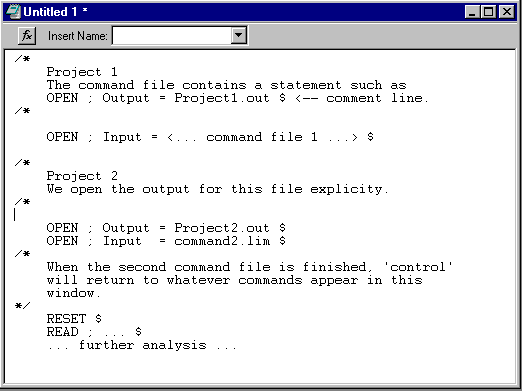 Untitled 1 *
fx Insert Name:
/*
Project 1
The command file contains a statement such as
OPEN ; Output = Project1.out $ <-- comment line.
/*
OPEN ; Input = <... command file 1 ...> $
/*
Project 2
We open the output for this file explicity.
/*
OPEN ; Output = Project2.out $
OPEN ; Input  = command2.lim $
/*
When the second command file is finished, 'control'
will return to whatever commands appear in this
window.
*/
RESET $
READ ; ... $
... further analysis ...